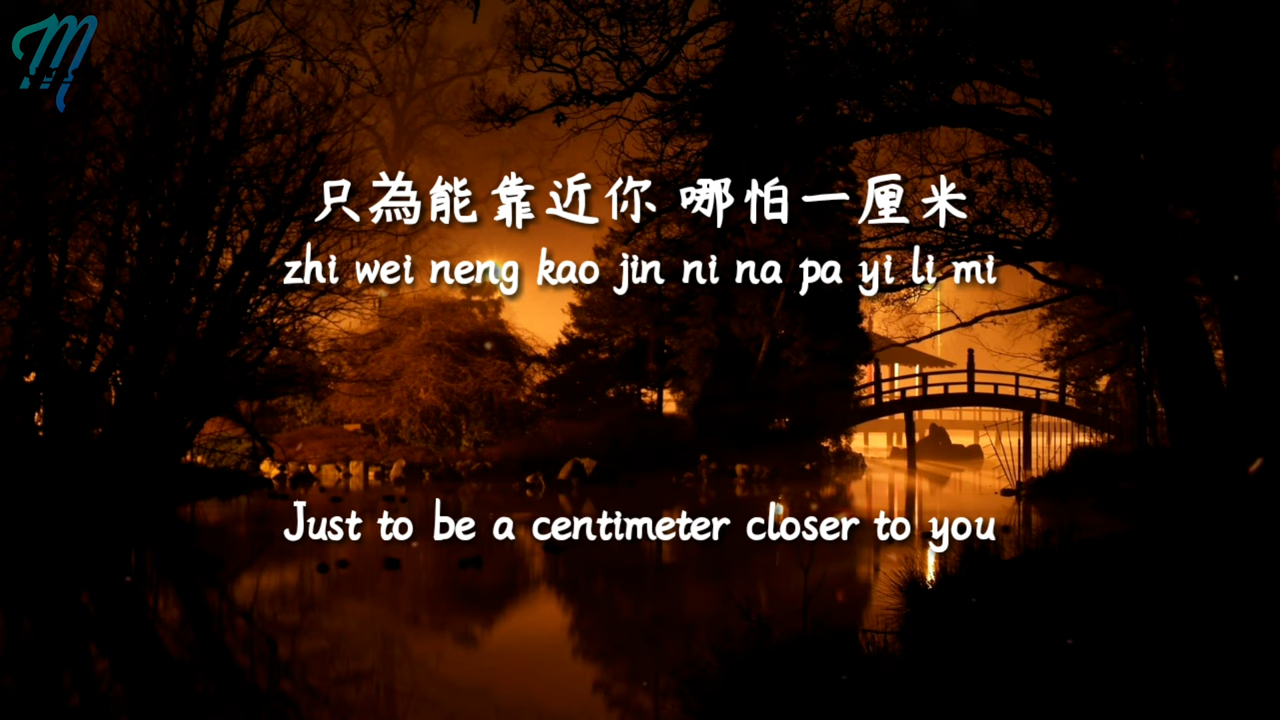 只為能靠近你 哪怕一厘米
zhi wei neng kao jin ni na pa yi li mi
Just to be a centimeter closer to you